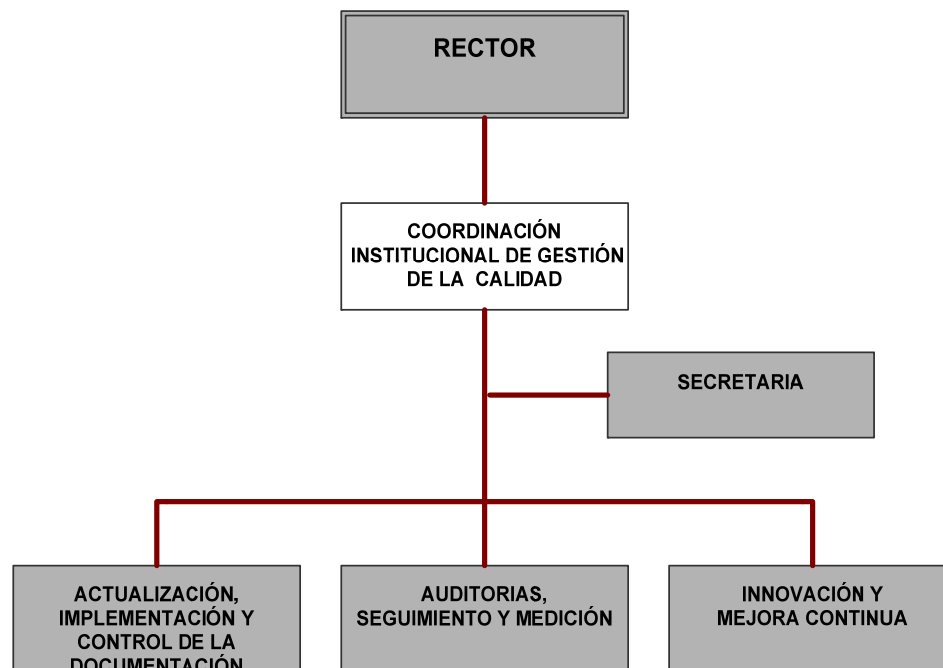 RECTOR
COORDINACIÓN
INSTITUCIONAL DE GESTIÓN
DE LA CALIDAD
SECRETARIA
ACTUALIZACIÓN,
IMPLEMENTACIÓN Y
CONTROL DE LA
DOCUMENTACIÓN
AUDITORIAS,
SEGUIMIENTO Y MEDICIÓN
INNOVACIÓN Y
MEJORA CONTINUA